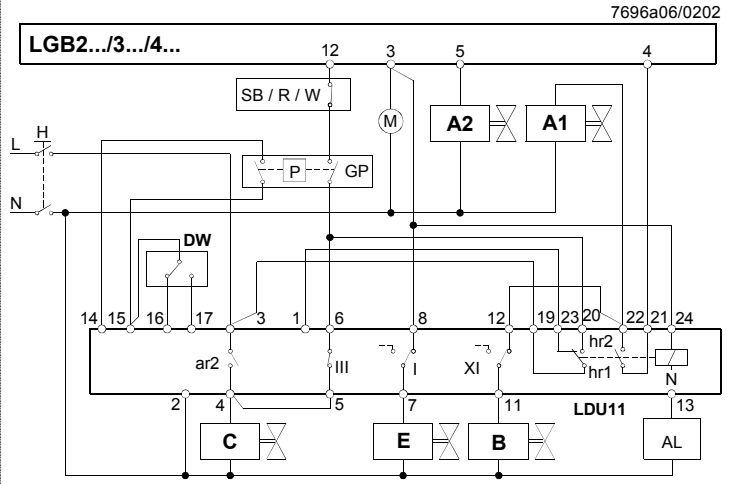 7696a06/0202
LGB2.../3.../4...
12 3 5 4
SB / R / W
M
A2 A1
H
L
P GP
N
DW
14 15 16 17 3 1 6 8 12 19 23 20 22 21 24
hr2
ar2 III I XI hr1
N
2 4 5 7 11 LDU11 13
C E B AL